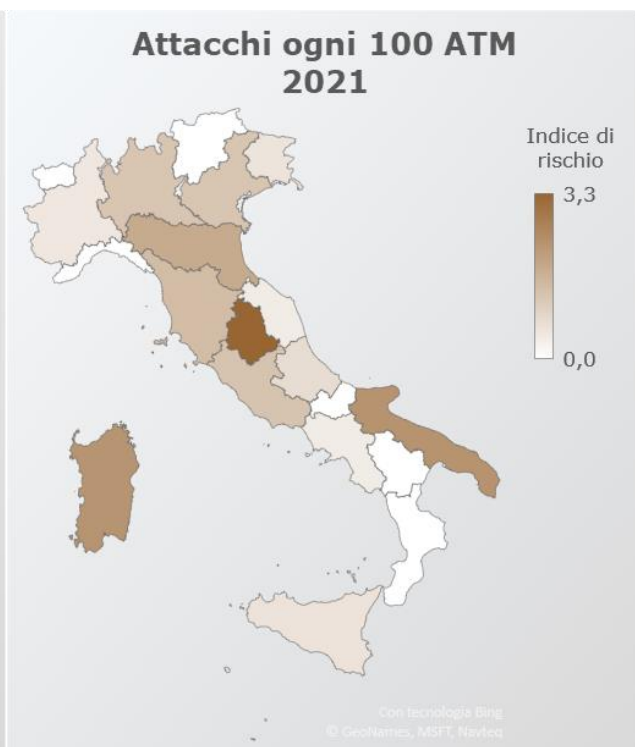 Attacchi ogni 100 ATM
2021
Indice di
rischio
3,3
0,0
Con tecnologia Bing
© GeoNames, MSFT, Navteq